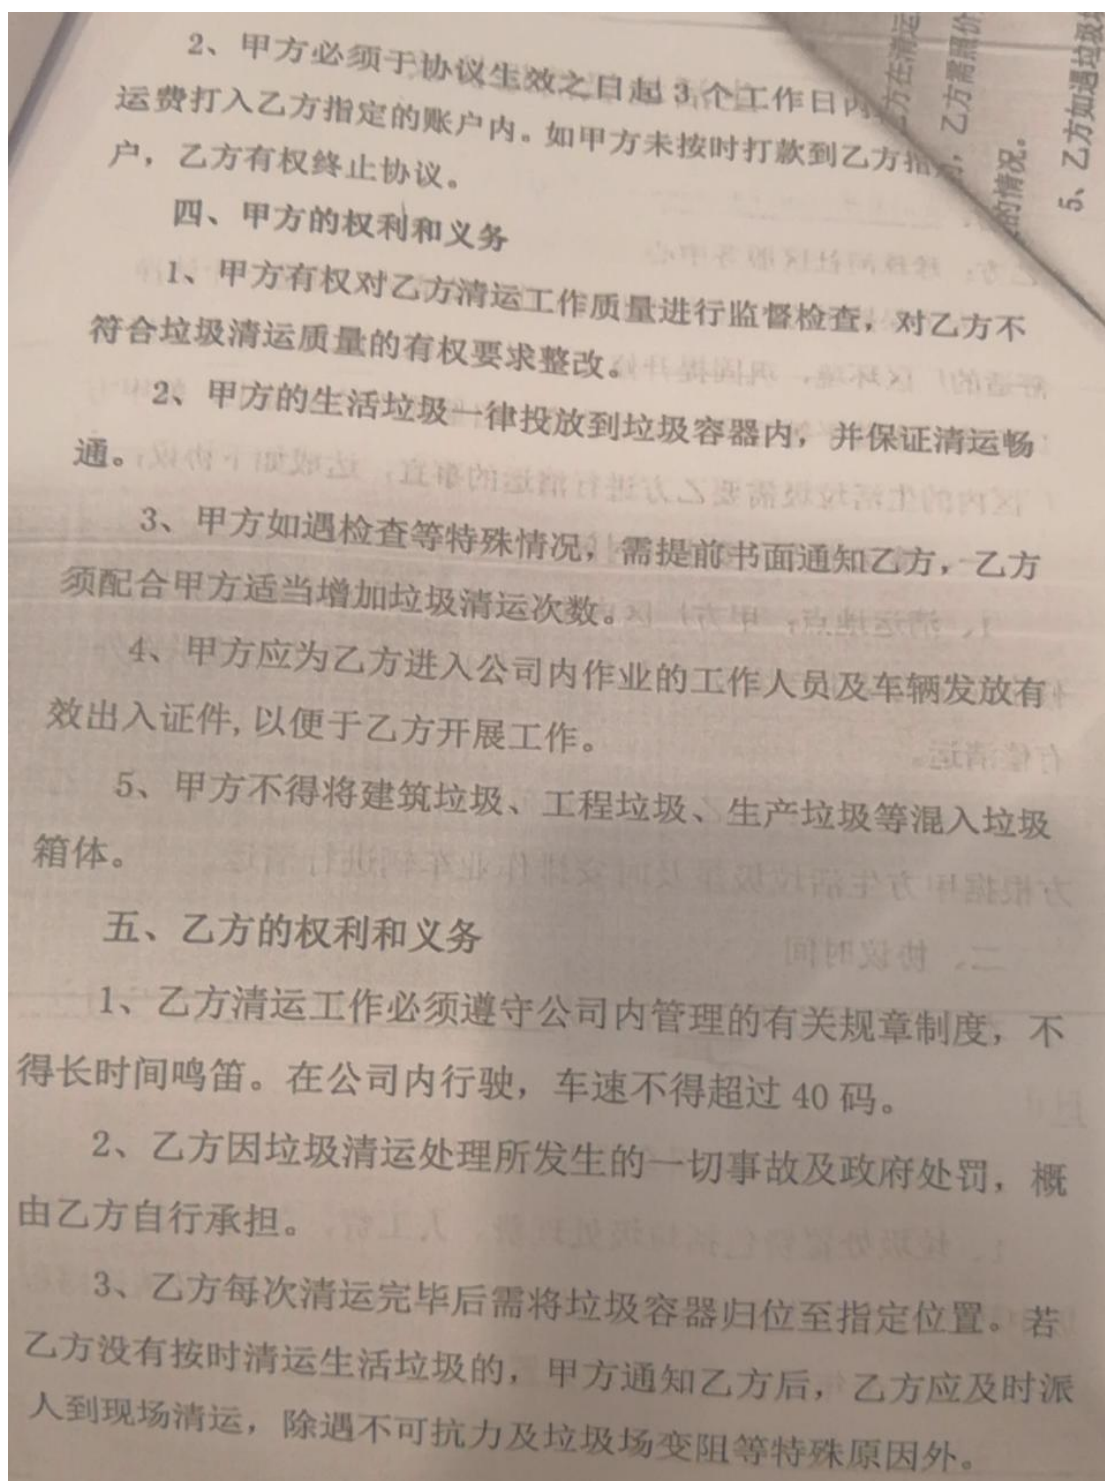 2、甲方必须于协议生效之日起 3 个工作日内
运费打入乙方指定的账户内。如甲方未按时打款到乙方指
户，乙方有权终止协议。
四、甲方的权利和义务
1、甲方有权对乙方清运工作质量进行监督检查，对乙方不
符合垃圾清运质量的有权要求整改。
2、甲方的生活垃圾一律投放到垃圾容器内，并保证清运畅
通。
3、甲方如遇检查等特殊情况，需提前书面通知乙方，乙方
须配合甲方适当增加垃圾清运次数。
4、甲方应为乙方进入公司内作业的工作人员及车辆发放有
效出入证件,以便于乙方开展工作。
5、甲方不得将建筑垃圾、工程垃圾、生产垃圾等混入垃圾
箱体。
五、乙方的权利和义务
1、乙方清运工作必须遵守公司内管理的有关规章制度，不
得长时间鸣笛。在公司内行驶，车速不得超过 40 码。
2、乙方因垃圾清运处理所发生的一切事故及政府处罚，概
由乙方自行承担。
3、乙方每次清运完毕后需将垃圾容器归位至指定位置。若
乙方没有按时清运生活垃圾的，甲方通知乙方后，乙方应及时派
人到现场清运，除遇不可抗力及垃圾场变阻等特殊原因外。
方在清运
，乙方需照价
的情况。
5、乙方如遇垃圾